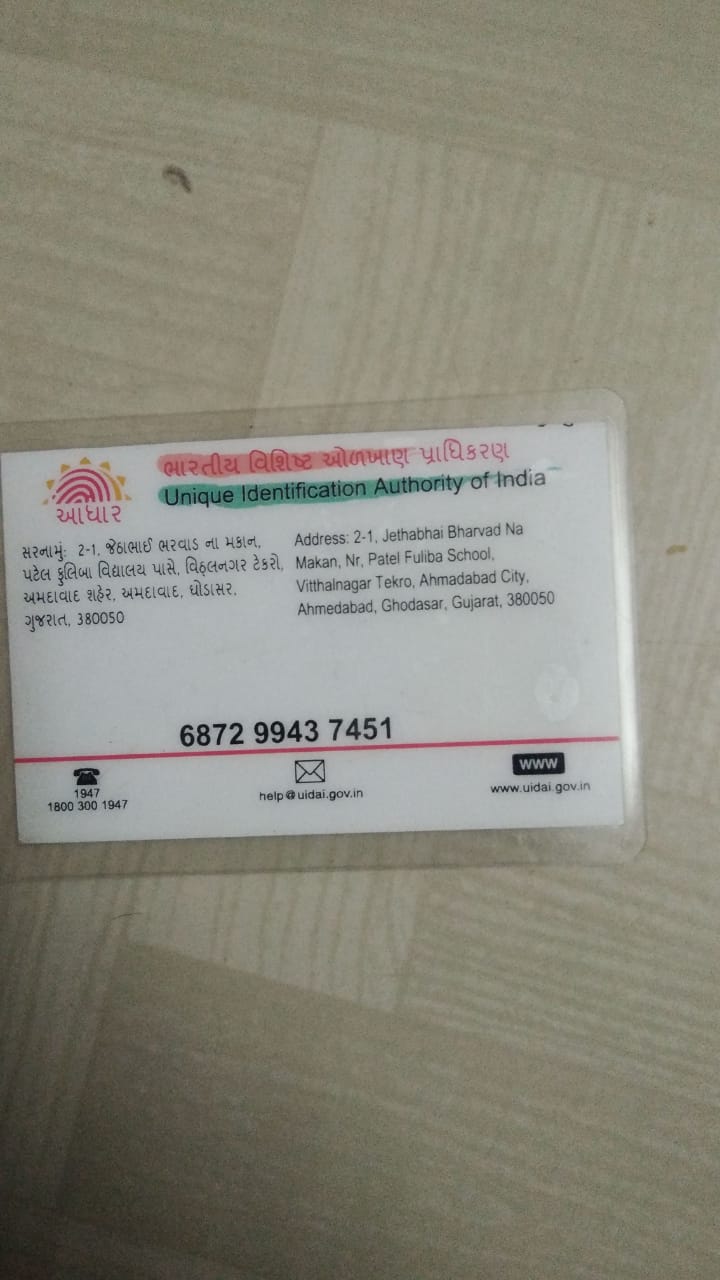 ભારતીય વિશિષ્ટ ઓળખાણ પ્રાધિકરણ
Unique Identification Authority of India
આધાર
સરનામું: 2-1, જેઠાભાઈ ભરવાડ ના મકાન,
પટેલ ફુલિબા વિદ્યાલય પાસે, વિઠ્ઠલનગર ટેકરો,
અમદાવાદ શહેર, અમદાવાદ, ઘોડાસર,
ગુજરાત, 380050
Address: 2-1, Jethabhai Bharvad Na
Makan, Nr, Patel Fuliba School,
Vitthalnagar Tekro, Ahmadabad City,
Ahmedabad, Ghodasar, Gujarat, 380050
6872 9943 7451
1947
1800 300 1947
help@uidai.gov.in
www
www.uidai.gov.in